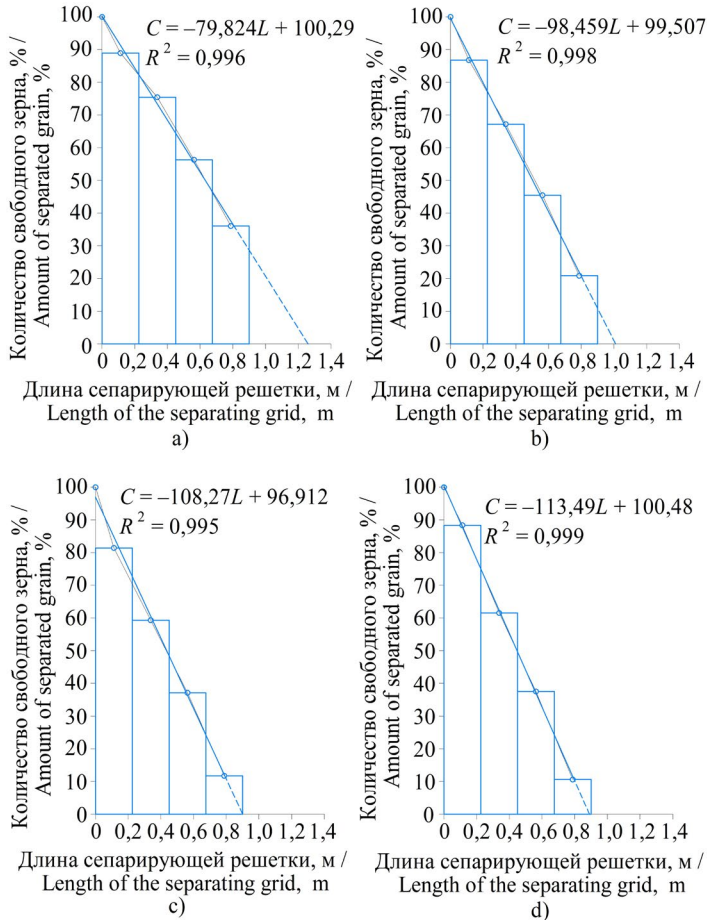 Количество свободного зерна, % /
Amount of separated grain, %
C = –79,824L + 100,29
R² = 0,996
100
90
80
70
60
50
40
30
20
10
0
0 0,2 0,4 0,6 0,8 1,0 1,2 1,4
Длина сепарирующей решетки, м /
Length of the separating grid, m
a)
Количество свободного зерна, % /
Amount of separated grain, %
C = –98,459L + 99,507
R² = 0,998
100
90
80
70
60
50
40
30
20
10
0
0 0,2 0,4 0,6 0,8 1,0 1,2 1,4
Длина сепарирующей решетки, м /
Length of the separating grid, m
b)
Количество свободного зерна, % /
Amount of separated grain, %
C = –108,27L + 96,912
R² = 0,995
100
90
80
70
60
50
40
30
20
10
0
0 0,2 0,4 0,6 0,8 1,0 1,2 1,4
Длина сепарирующей решетки, м /
Length of the separating grid, m
c)
Количество свободного зерна, % /
Amount of separated grain, %
C = –113,49L + 100,48
R² = 0,999
100
90
80
70
60
50
40
30
20
10
0
0 0,2 0,4 0,6 0,8 1,0 1,2 1,4
Длина сепарирующей решетки, м /
Length of the separating grid, m
d)